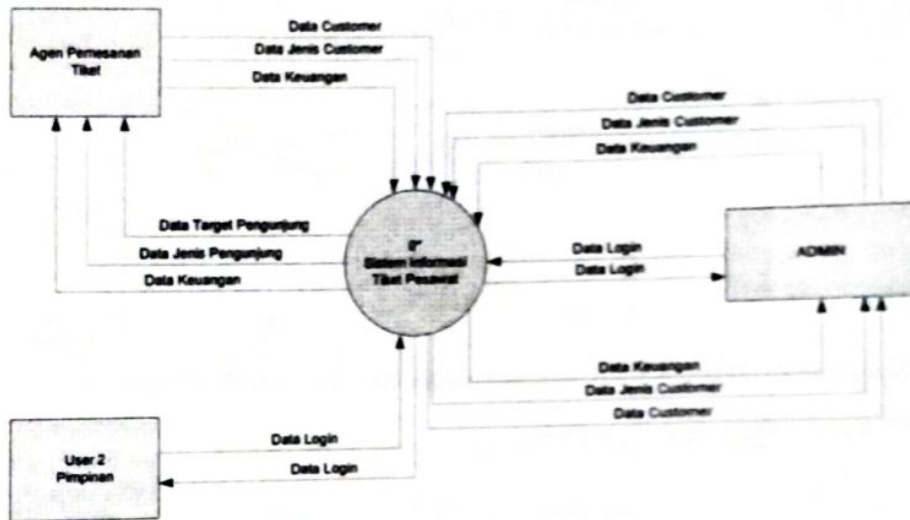 Data Customer
Agen Pemesanan
Tiket
Data Jenis Customer
Data Keuangan
Data Customer
Data Jenis Customer
Data Keuangan
Data Target Pengunjung
Data Jenis Pengunjung
Data Keuangan
0*
Sistem Informasi
Tiket Pesawat
Data Login
Data Login
ADMIN
Data Keuangan
Data Jenis Customer
Data Customer
User 2
Pimpinan
Data Login
Data Login